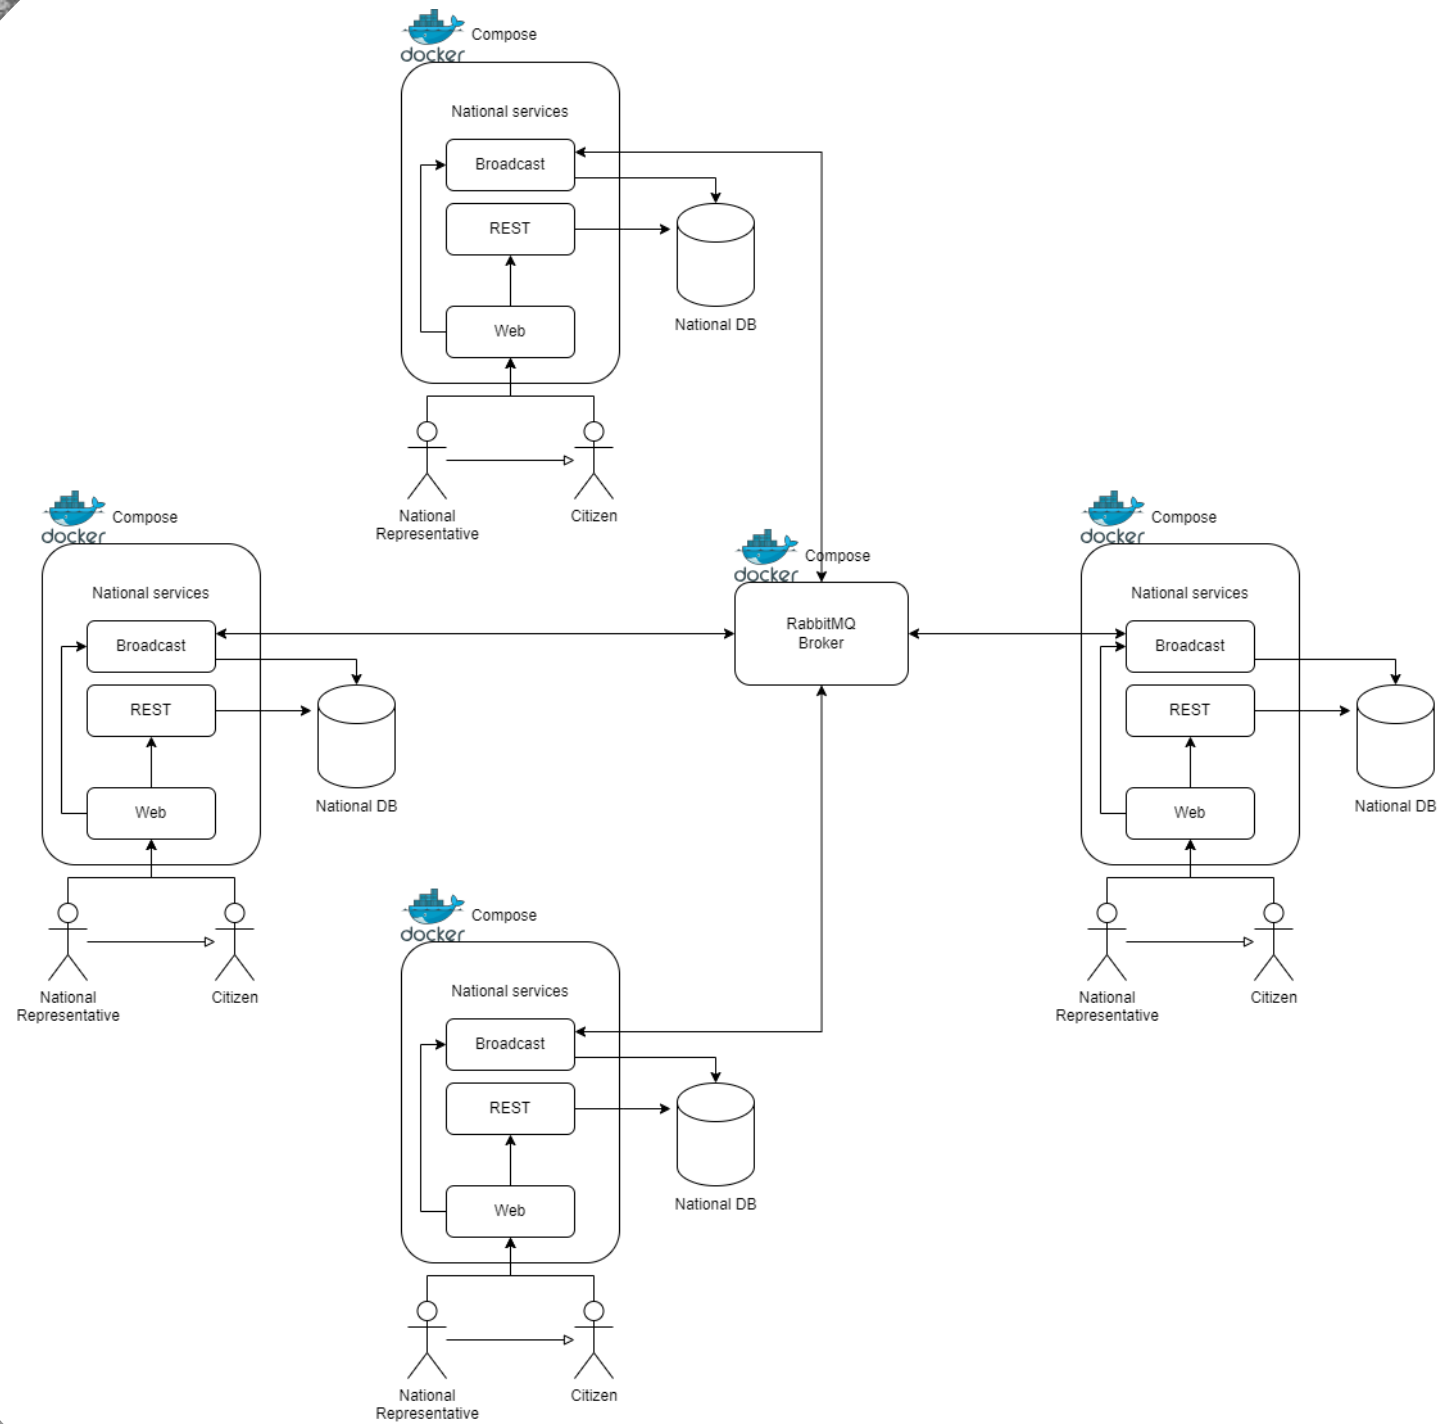 docker
Compose
National services
Broadcast
REST
Web
National DB
National
Representative
Citizen
docker
Compose
National services
Broadcast
REST
Web
National DB
National
Representative
Citizen
docker
Compose
RabbitMQ
Broker
docker
Compose
National services
Broadcast
REST
Web
National DB
National
Representative
Citizen
docker
Compose
National services
Broadcast
REST
Web
National DB
National
Representative
Citizen